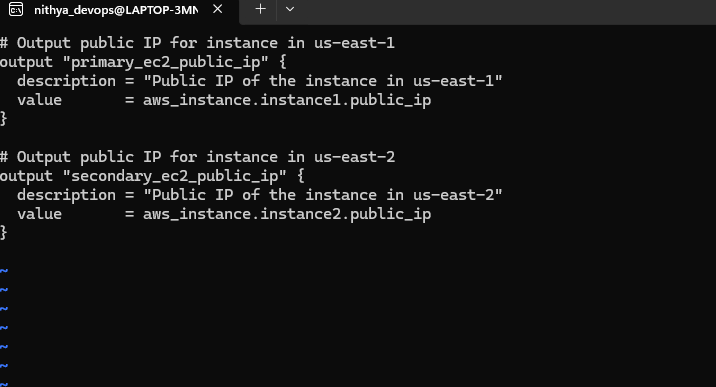 nithya_devops@LAPTOP-3MN
# Output public IP for instance in us-east-1
output "primary_ec2_public_ip" {
  description = "Public IP of the instance in us-east-1"
  value       = aws_instance.instance1.public_ip
}

# Output public IP for instance in us-east-2
output "secondary_ec2_public_ip" {
  description = "Public IP of the instance in us-east-2"
  value       = aws_instance.instance2.public_ip
}

~
~
~
~
~
~
~